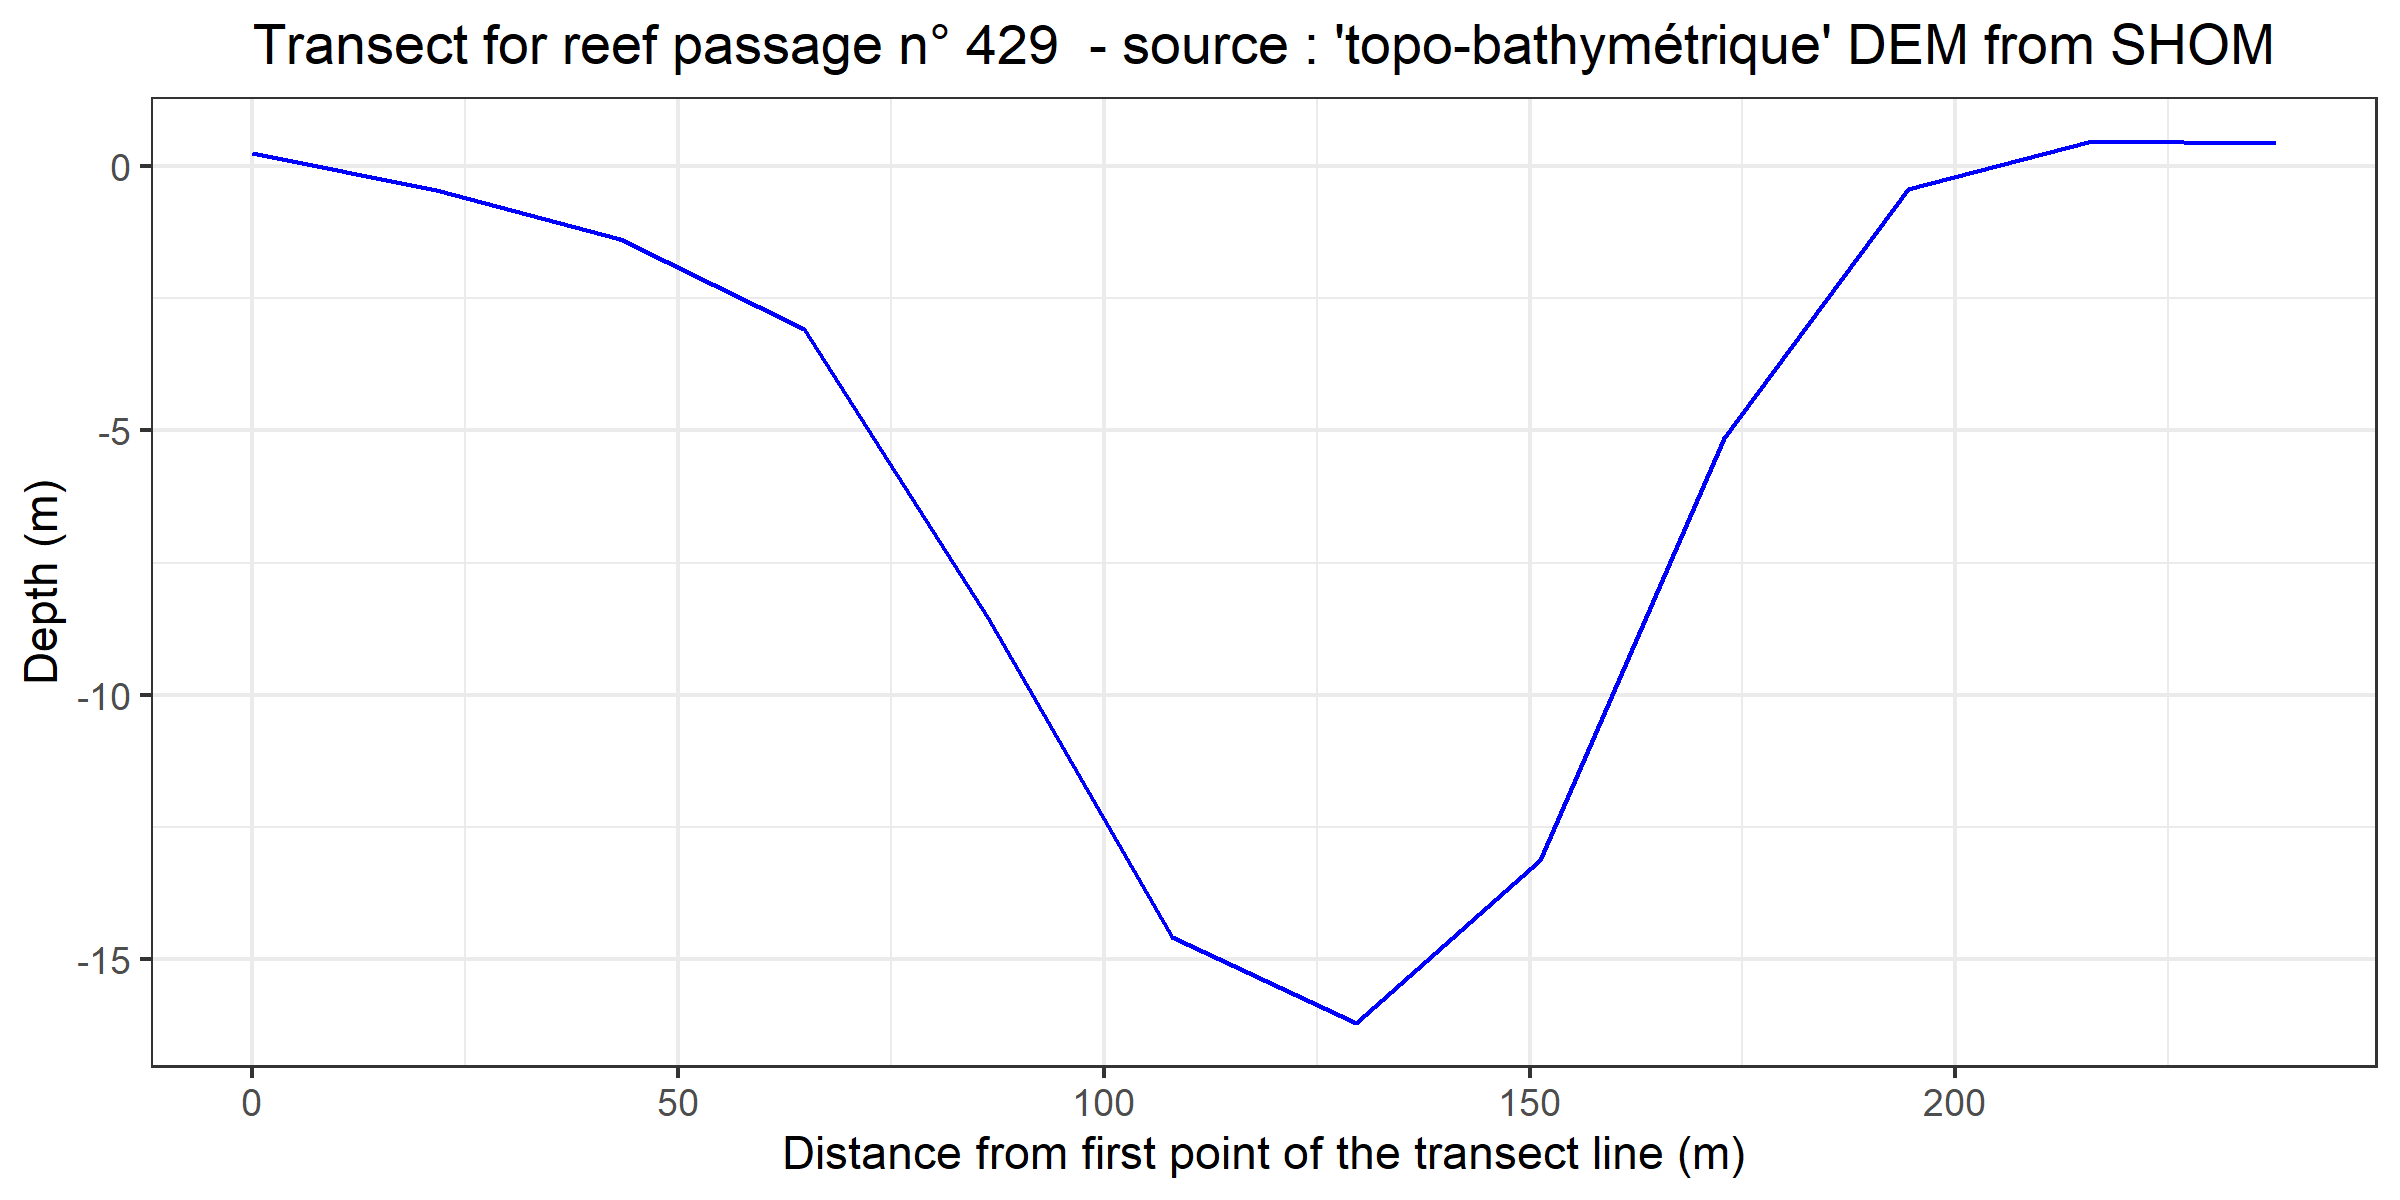 Transect for reef passage n° 429  - source : 'topo-bathymétrique' DEM from SHOM
Depth (m)
0
-5
-10
-15
0 50 100 150 200
Distance from first point of the transect line (m)